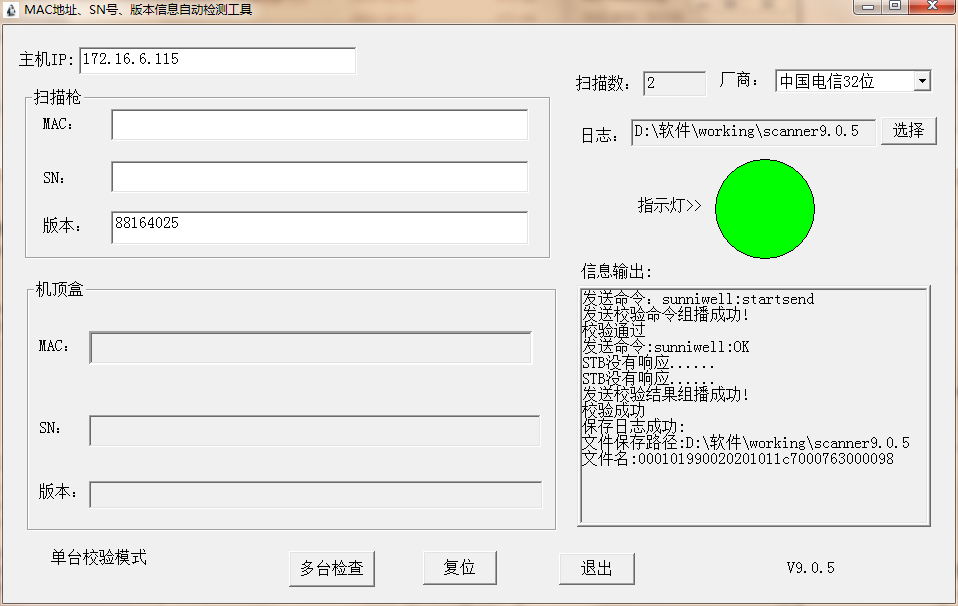 MAC地址、SN号、版本信息自动检测工具
主机IP: 172.16.6.115
扫描数: 2
厂商: 中国电信32位
扫描枪
MAC:
日志: D:\软件\working\scanner9.0.5 选择
SN:
指示灯>>
版本: 88164025
信息输出:
机顶盒
发送命令: sunniwell:startsend
发送校验命令组播成功!
校验通过
发送命令:sunniwell:OK
STB没有响应......
STB没有响应......
发送校验结果组播成功!
校验成功
保存日志成功:
文件保存路径:D:\软件\working\scanner9.0.5
文件名:000101990020201011c7000763000098
MAC:
SN:
版本:
单台校验模式
多台检查
复位
退出
V9.0.5